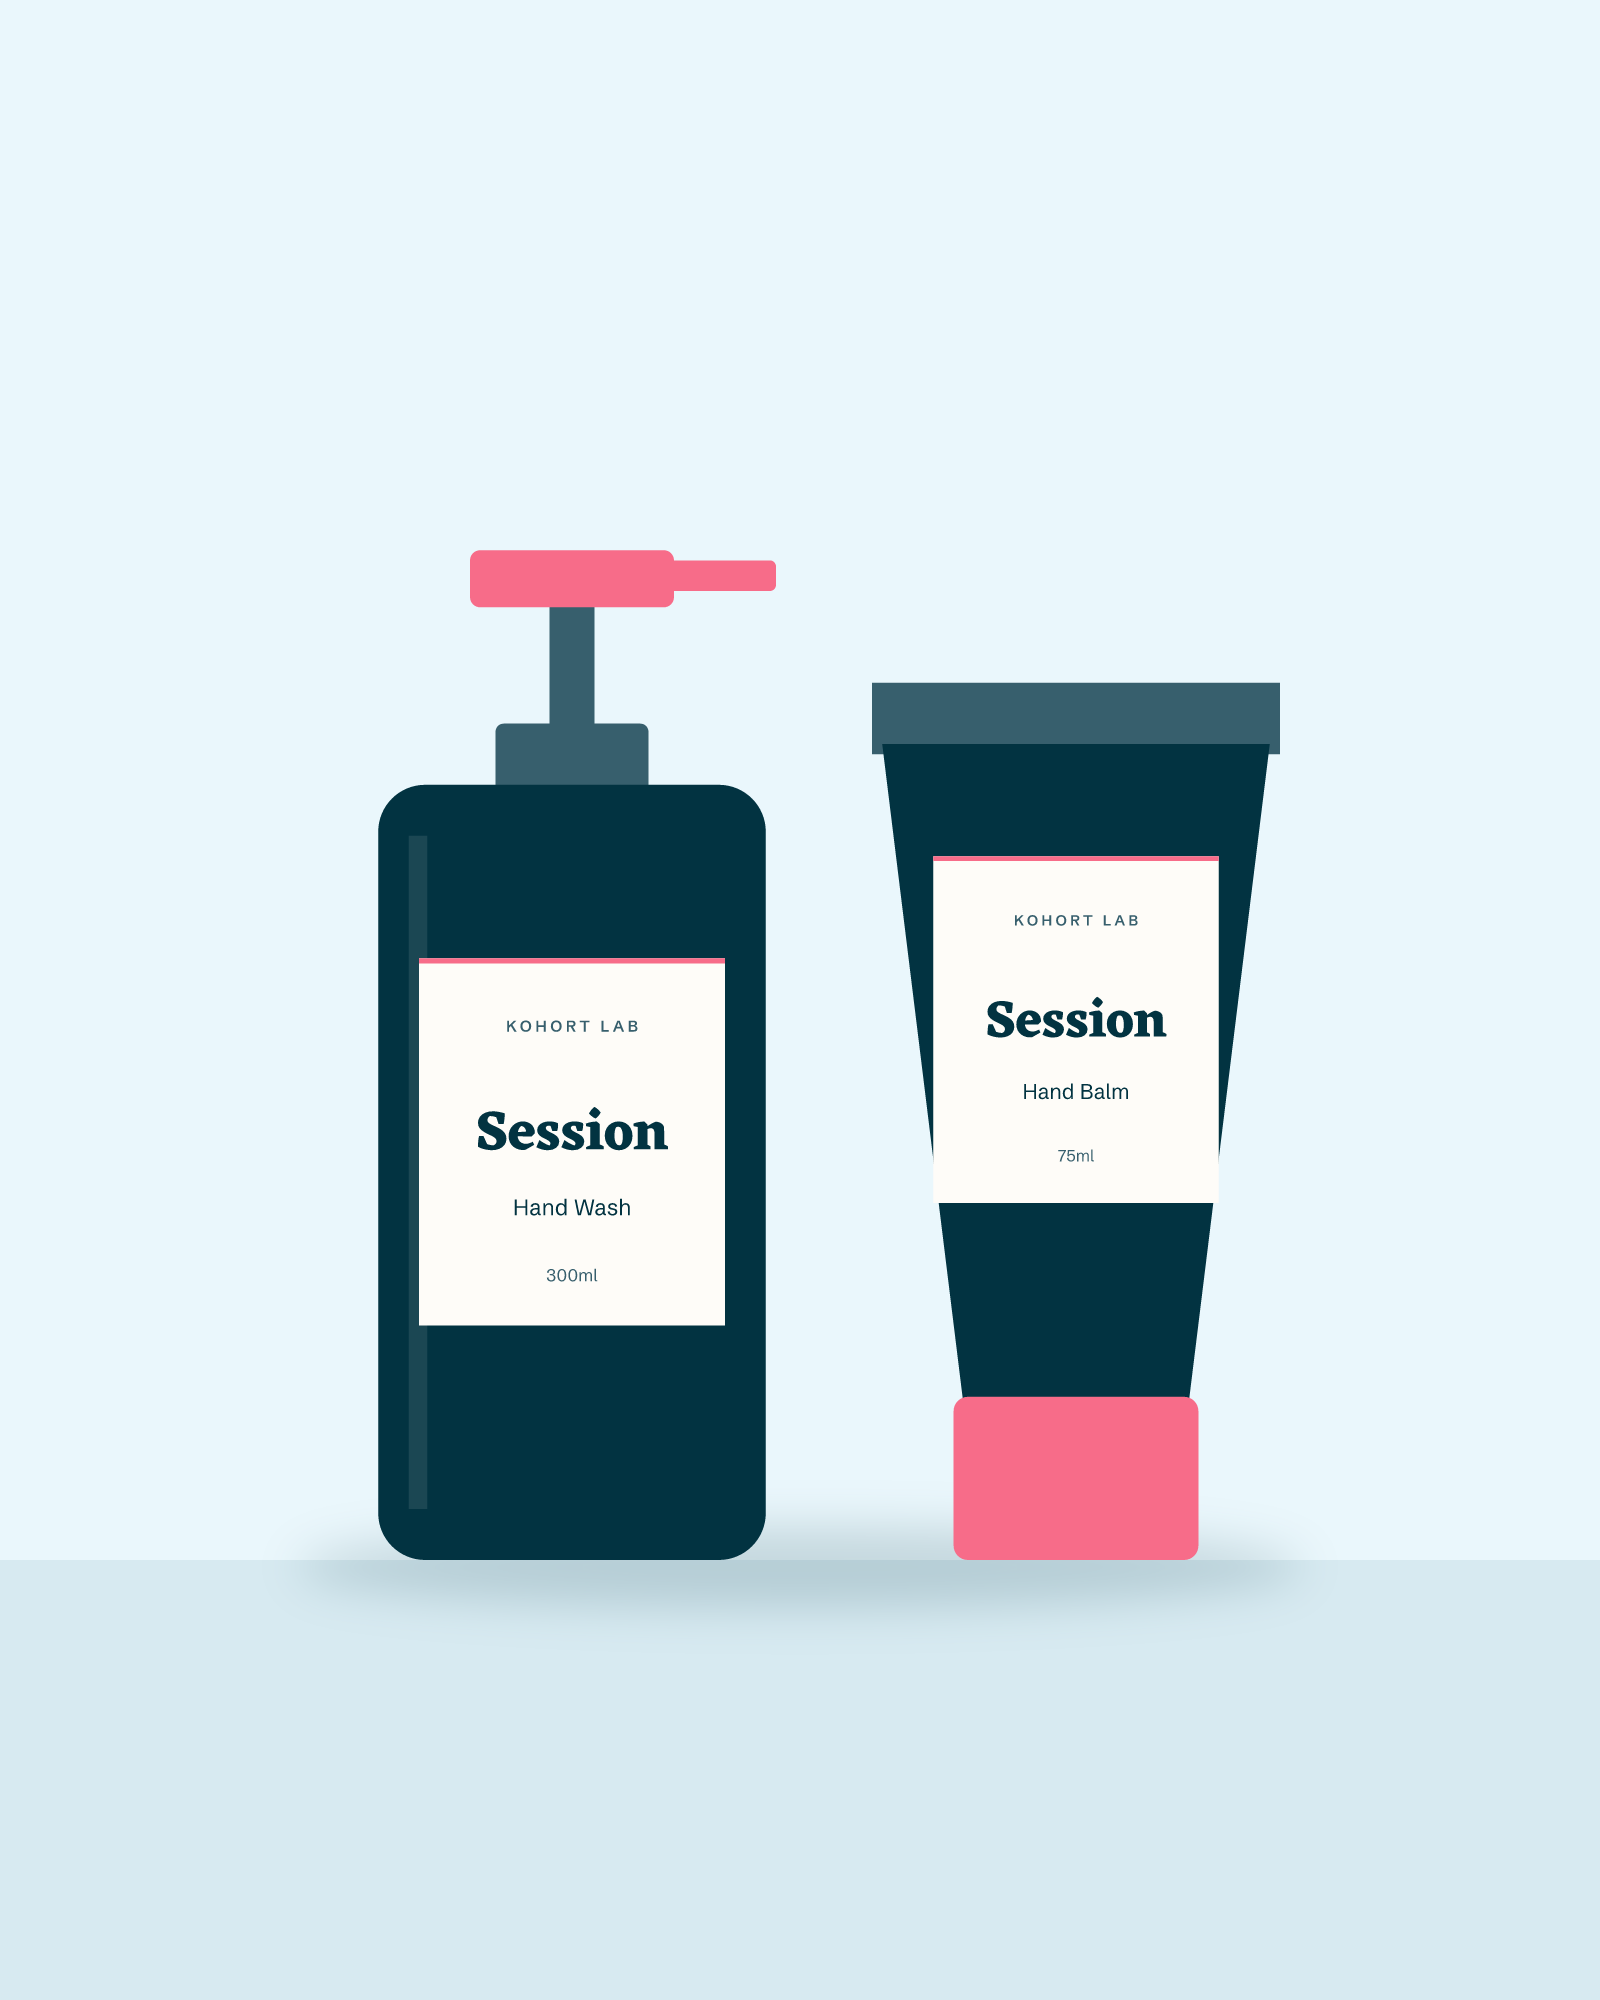 KOHORT LAB
Session
Hand Wash
300ml
KOHORT LAB
Session
Hand Balm
75ml